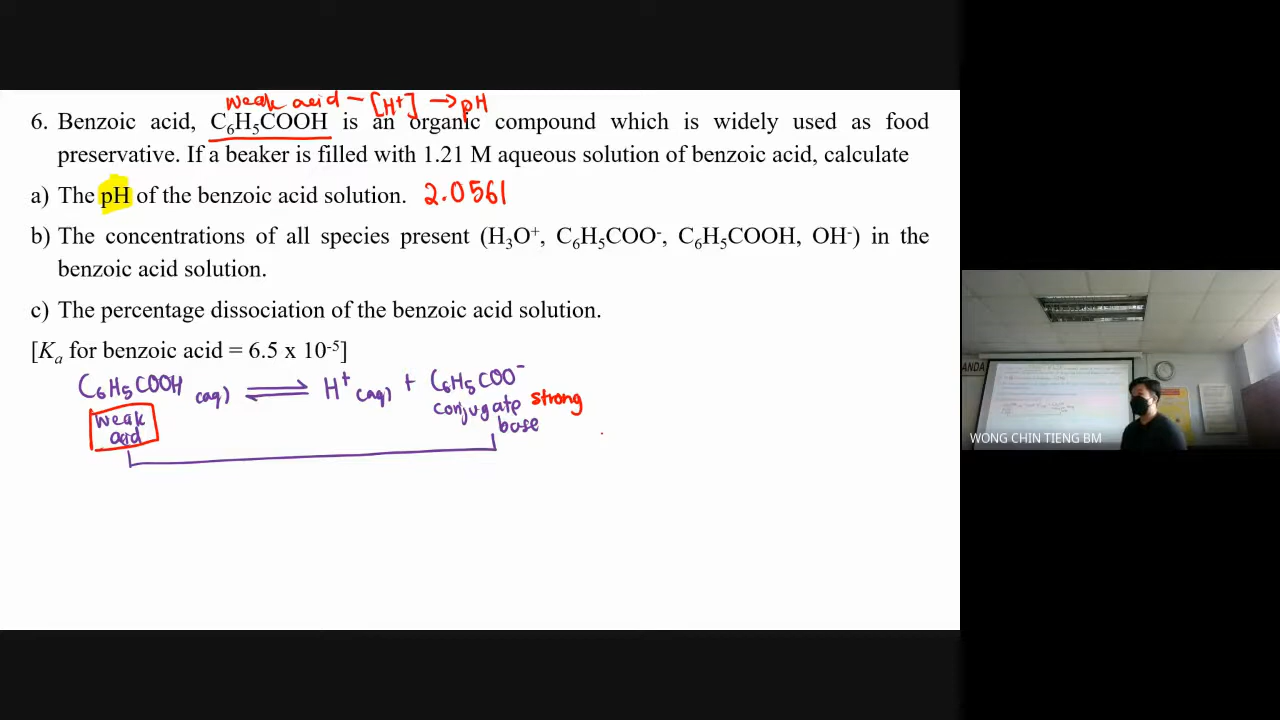 weak acid – [H⁺] → pH
6. Benzoic acid, C₆H₅COOH is an organic compound which is widely used as food
preservative. If a beaker is filled with 1.21 M aqueous solution of benzoic acid, calculate
a) The pH of the benzoic acid solution. 2.0561
b) The concentrations of all species present (H₃O⁺, C₆H₅COO⁻, C₆H₅COOH, OH⁻) in the
benzoic acid solution.
c) The percentage dissociation of the benzoic acid solution.
[Kₐ for benzoic acid = 6.5 x 10⁻⁵]
C₆H₅COOH (aq) ⇌ H⁺ (aq) + C₆H₅COO⁻
weak
acid
conjugate strong
base
WONG CHIN TIENG BM